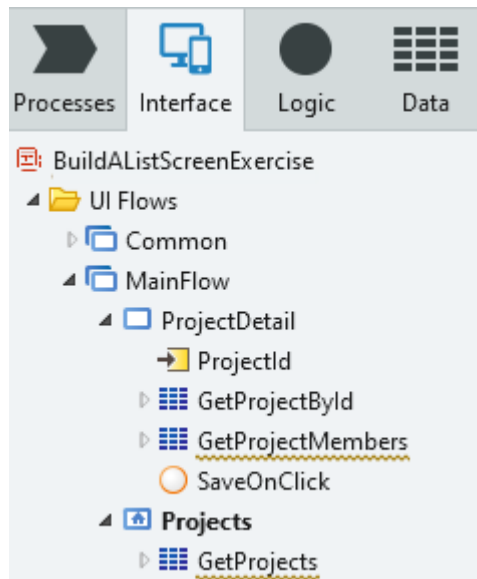 Processes Interface Logic Data
BuildAListScreenExercise
UI Flows
Common
MainFlow
ProjectDetail
ProjectId
GetProjectById
GetProjectMembers
SaveOnClick
Projects
GetProjects